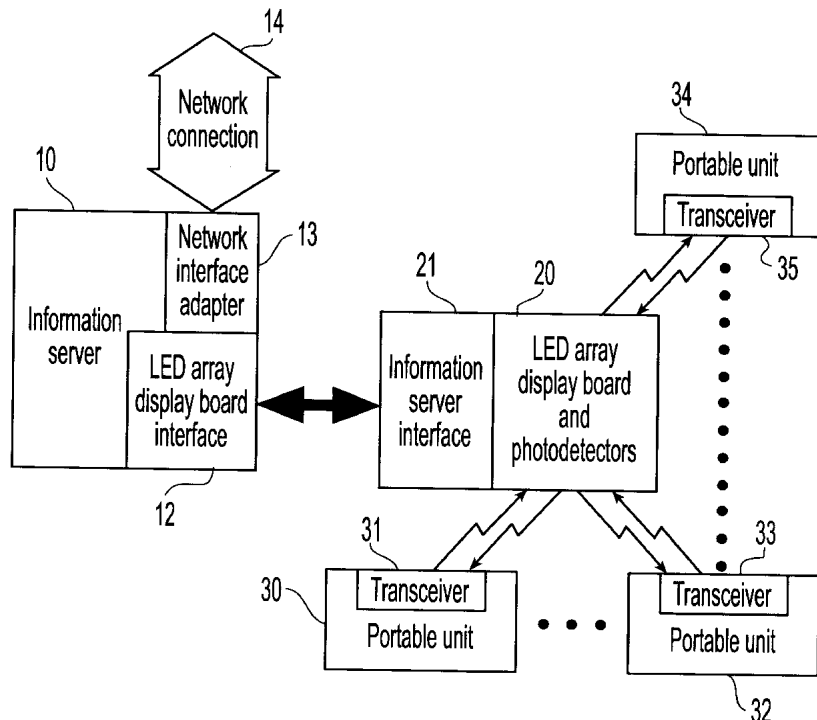 14
Network
connection
34
Portable unit
Transceiver
35
10
Network
interface
adapter
13
Information
server
LED array
display board
interface
12
21
20
Information
server
interface
LED array
display board
and
photodetectors
31
Transceiver
Portable unit
30
33
Transceiver
Portable unit
32